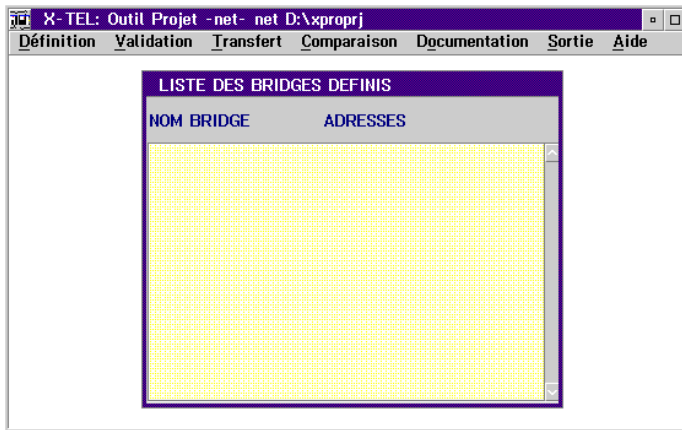 X-TEL: Outil Projet -net- net D:\xproprj
Définition Validation Transfert Comparaison Documentation Sortie Aide
LISTE DES BRIDGES DEFINIS
NOM BRIDGE ADRESSES